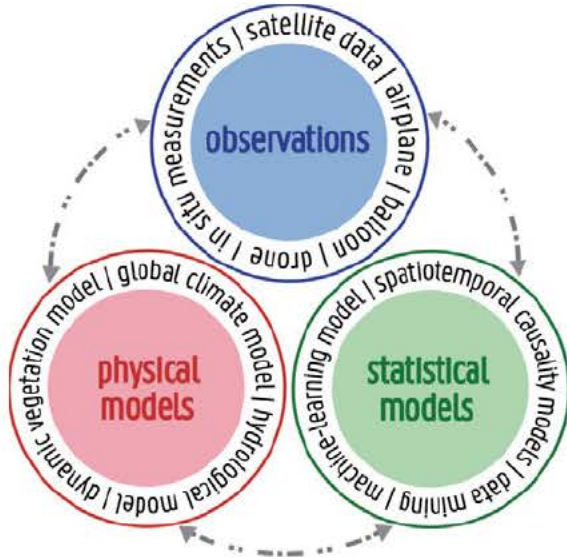 in situ measurements | satellite data | airplane | balloon | drone |
observations
dynamic vegetation model | global climate model | hydrological model |
physical
models
machine-learning model | spatiotemporal causality models | data mining |
statistical
models